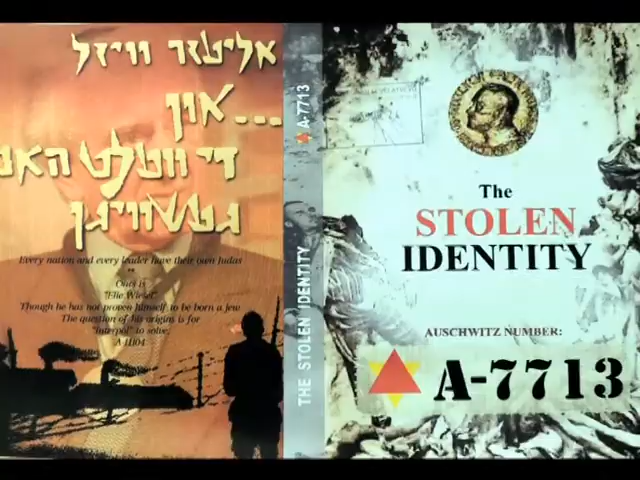 אליעזר וויזל
און...
די וועלט האט
געשוויגן
Every nation and every leader have their own Judas
Ours is
"Elie Wiesel"
Though he has not proven himself to be born a Jew
The question of his origins is for
"Interpol" to solve.
THE STOLEN IDENTITY A-7713
The
STOLEN
IDENTITY
AUSCHWITZ NUMBER:
A-7713